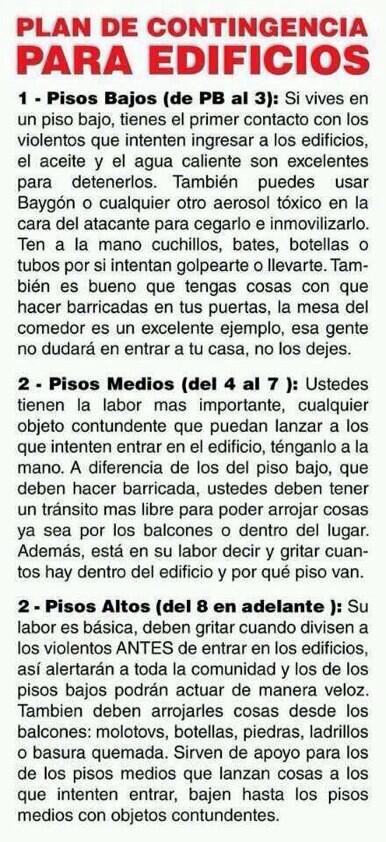 PLAN DE CONTINGENCIA
PARA EDIFICIOS
1 - Pisos Bajos (de PB al 3): Si vives en
un piso bajo, tienes el primer contacto con los
violentos que intenten ingresar a los edificios,
el aceite y el agua caliente son excelentes
para detenerlos. También puedes usar
Baygón o cualquier otro aerosol tóxico en la
cara del atacante para cegarlo e inmovilizarlo.
Ten a la mano cuchillos, bates, botellas o
tubos por si intentan golpearte o llevarte. Tam-
bién es bueno que tengas cosas con que
hacer barricadas en tus puertas, la mesa del
comedor es un excelente ejemplo, esa gente
no dudará en entrar a tu casa, no los dejes.
2 - Pisos Medios (del 4 al 7 ): Ustedes
tienen la labor mas importante, cualquier
objeto contundente que puedan lanzar a los
que intenten entrar en el edificio, ténganlo a la
mano. A diferencia de los del piso bajo, que
deben hacer barricada, ustedes deben tener
un tránsito mas libre para poder arrojar cosas
ya sea por los balcones o dentro del lugar.
Además, está en su labor decir y gritar cuan-
tos hay dentro del edificio y por qué piso van.
2 - Pisos Altos (del 8 en adelante ): Su
labor es básica, deben gritar cuando divisen a
los violentos ANTES de entrar en los edificios,
así alertarán a toda la comunidad y los de los
pisos bajos podrán actuar de manera veloz.
Tambien deben arrojarles cosas desde los
balcones: molotovs, botellas, piedras, ladrillos
o basura quemada. Sirven de apoyo para los
de los pisos medios que lanzan cosas a los
que intenten entrar, bajen hasta los pisos
medios con objetos contundentes.